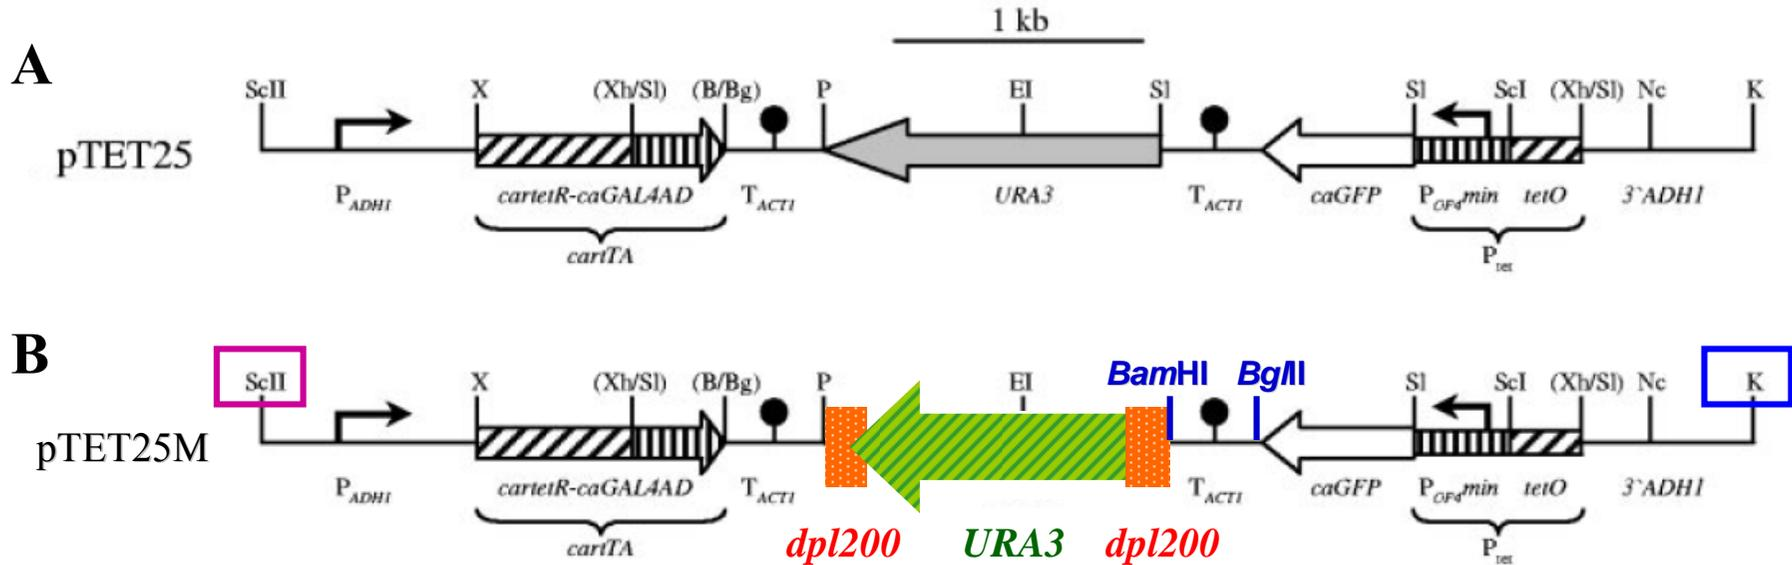 1 kb
A
ScII X (Xh/Sl) (B/Bg) P EI Sl Sl ScI (Xh/Sl) Nc K
pTET25
PADH1 cartetR-caGAL4AD TACT1 URA3 TACT1 caGFP POP4min tetO 3`ADH1
cartTA Ptet
B
ScII X (Xh/Sl) (B/Bg) P EI BamHI BglII Sl ScI (Xh/Sl) Nc K
pTET25M
PADH1 cartetR-caGAL4AD TACT1 TACT1 caGFP POP4min tetO 3`ADH1
cartTA dpl200 URA3 dpl200 Ptet